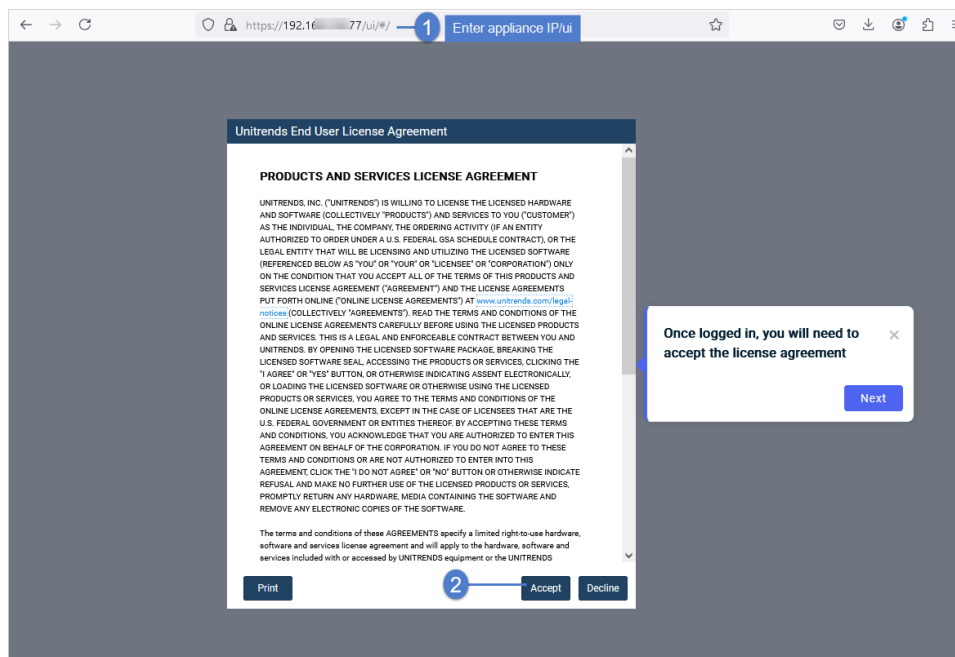 https://192.16 77/ui/#/
1
Enter appliance IP/ui
Unitrends End User License Agreement
PRODUCTS AND SERVICES LICENSE AGREEMENT
UNITRENDS, INC. ("UNITRENDS") IS WILLING TO LICENSE THE LICENSED HARDWARE
AND SOFTWARE (COLLECTIVELY "PRODUCTS") AND SERVICES TO YOU ("CUSTOMER")
AS THE INDIVIDUAL, THE COMPANY, THE ORDERING ACTIVITY (IF AN ENTITY
AUTHORIZED TO ORDER UNDER A U.S. FEDERAL GSA SCHEDULE CONTRACT), OR THE
LEGAL ENTITY THAT WILL BE LICENSING AND UTILIZING THE LICENSED SOFTWARE
(REFERENCED BELOW AS "YOU" OR "YOUR" OR "LICENSEE" OR "CORPORATION") ONLY
ON THE CONDITION THAT YOU ACCEPT ALL OF THE TERMS OF THIS PRODUCTS AND
SERVICES LICENSE AGREEMENT ("AGREEMENT") AND THE LICENSE AGREEMENTS
PUT FORTH ONLINE ("ONLINE LICENSE AGREEMENTS") AT www.unitrends.com/legal-
notices (COLLECTIVELY "AGREEMENTS"). READ THE TERMS AND CONDITIONS OF THE
ONLINE LICENSE AGREEMENTS CAREFULLY BEFORE USING THE LICENSED PRODUCTS
AND SERVICES. THIS IS A LEGAL AND ENFORCEABLE CONTRACT BETWEEN YOU AND
UNITRENDS. BY OPENING THE LICENSED SOFTWARE PACKAGE, BREAKING THE
LICENSED SOFTWARE SEAL, ACCESSING THE PRODUCTS OR SERVICES, CLICKING THE
"I AGREE" OR "YES" BUTTON, OR OTHERWISE INDICATING ASSENT ELECTRONICALLY,
OR LOADING THE LICENSED SOFTWARE OR OTHERWISE USING THE LICENSED
PRODUCTS OR SERVICES, YOU AGREE TO THE TERMS AND CONDITIONS OF THE
ONLINE LICENSE AGREEMENTS, EXCEPT IN THE CASE OF LICENSEES THAT ARE THE
U.S. FEDERAL GOVERNMENT OR ENTITIES THEREOF. BY ACCEPTING THESE TERMS
AND CONDITIONS, YOU ACKNOWLEDGE THAT YOU ARE AUTHORIZED TO ENTER THIS
AGREEMENT ON BEHALF OF THE CORPORATION. IF YOU DO NOT AGREE TO THESE
TERMS AND CONDITIONS OR ARE NOT AUTHORIZED TO ENTER INTO THIS
AGREEMENT, CLICK THE "I DO NOT AGREE" OR "NO" BUTTON OR OTHERWISE INDICATE
REFUSAL AND MAKE NO FURTHER USE OF THE LICENSED PRODUCTS OR SERVICES,
PROMPTLY RETURN ANY HARDWARE, MEDIA CONTAINING THE SOFTWARE AND
REMOVE ANY ELECTRONIC COPIES OF THE SOFTWARE.
The terms and conditions of these AGREEMENTS specify a limited right-to-use hardware,
software and services license agreement and will apply to the hardware, software and
services included with or accessed by UNITRENDS equipment or the UNITRENDS
Once logged in, you will need to
accept the license agreement
Next
Print
2
Accept
Decline